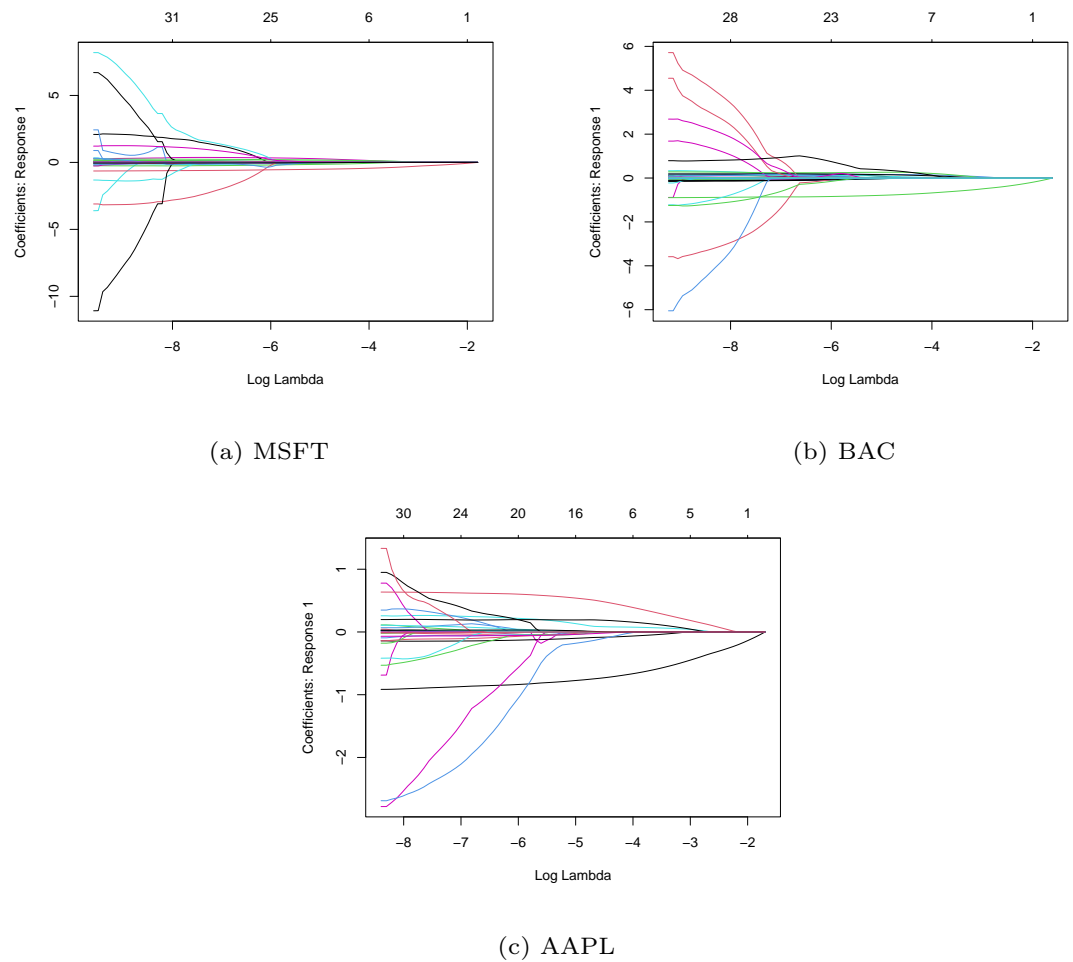 31 25 6 1
Coefficients: Response 1
5
0
−5
−10
−8 −6 −4 −2
Log Lambda
(a) MSFT
28 23 7 1
Coefficients: Response 1
6
4
2
0
−2
−4
−6
−8 −6 −4 −2
Log Lambda
(b) BAC
30 24 20 16 6 5 1
Coefficients: Response 1
1
0
−1
−2
−8 −7 −6 −5 −4 −3 −2
Log Lambda
(c) AAPL